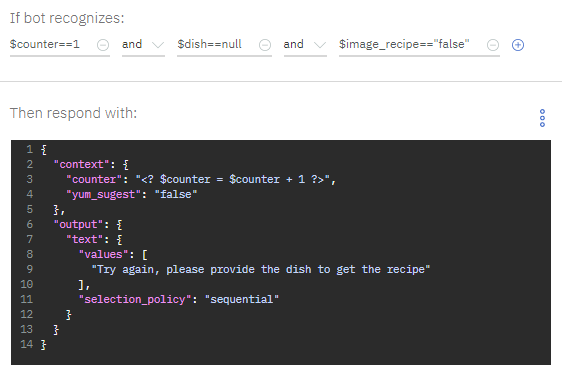 If bot recognizes:
$counter==1 and $dish==null and $image_recipe=="false"
Then respond with:
1 {
2 "context": {
3 "counter": "<? $counter = $counter + 1 ?>",
4 "yum_sugest": "false"
5 },
6 "output": {
7 "text": {
8 "values": [
9 "Try again, please provide the dish to get the recipe"
10 ],
11 "selection_policy": "sequential"
12 }
13 }
14 }